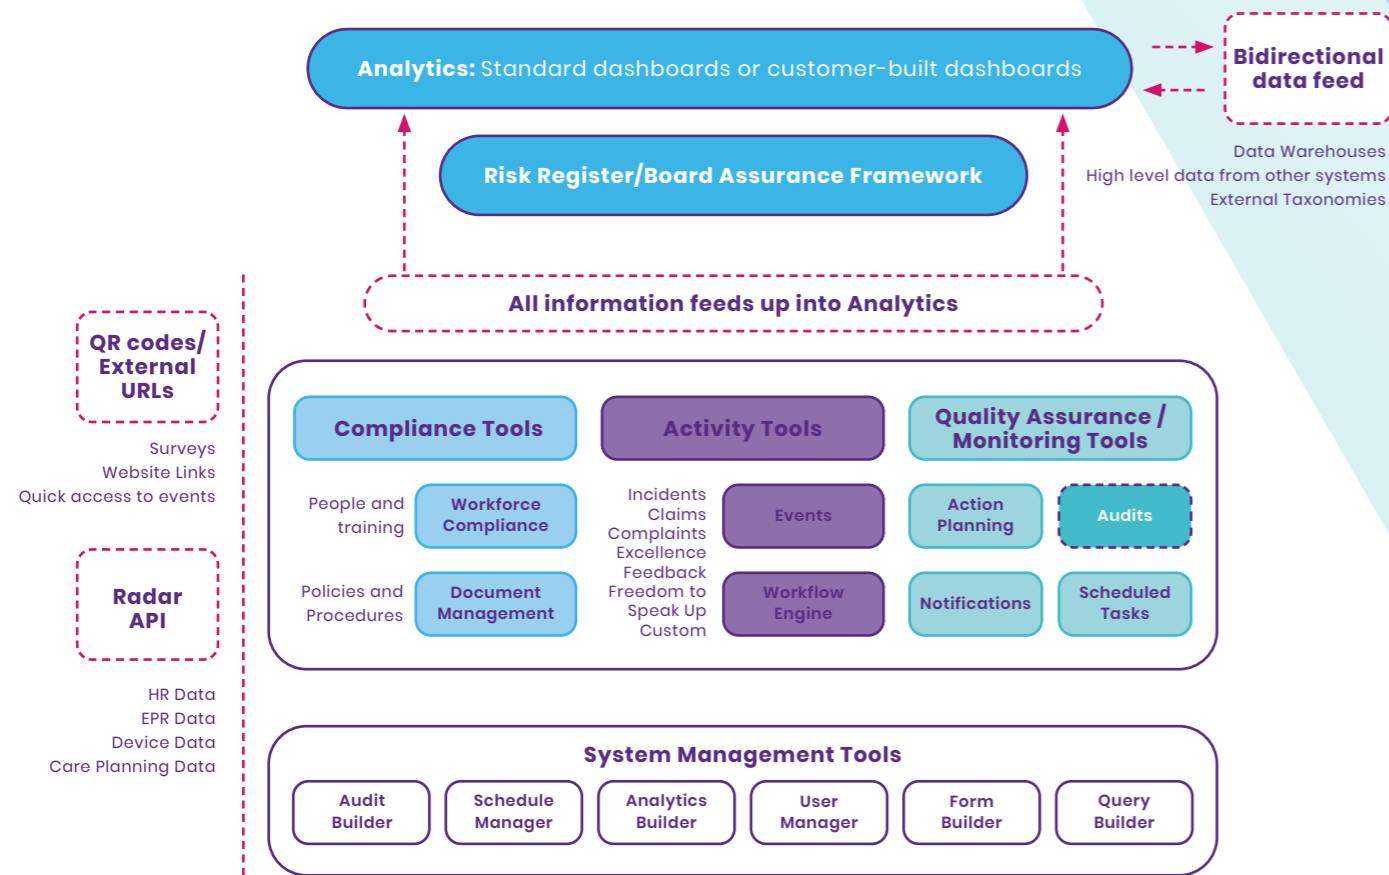 Analytics: Standard dashboards or customer-built dashboards
Bidirectional
data feed
Data Warehouses
High level data from other systems
External Taxonomies
Risk Register/Board Assurance Framework
All information feeds up into Analytics
QR codes/
External
URLs
Surveys
Website Links
Quick access to events
Radar
API
HR Data
EPR Data
Device Data
Care Planning Data
Compliance Tools
People and
training
Workforce
Compliance
Policies and
Procedures
Document
Management
Activity Tools
Incidents
Claims
Complaints
Excellence
Feedback
Freedom to
Speak Up
Custom
Events
Workflow
Engine
Quality Assurance /
Monitoring Tools
Action
Planning
Audits
Notifications
Scheduled
Tasks
System Management Tools
Audit
Builder
Schedule
Manager
Analytics
Builder
User
Manager
Form
Builder
Query
Builder